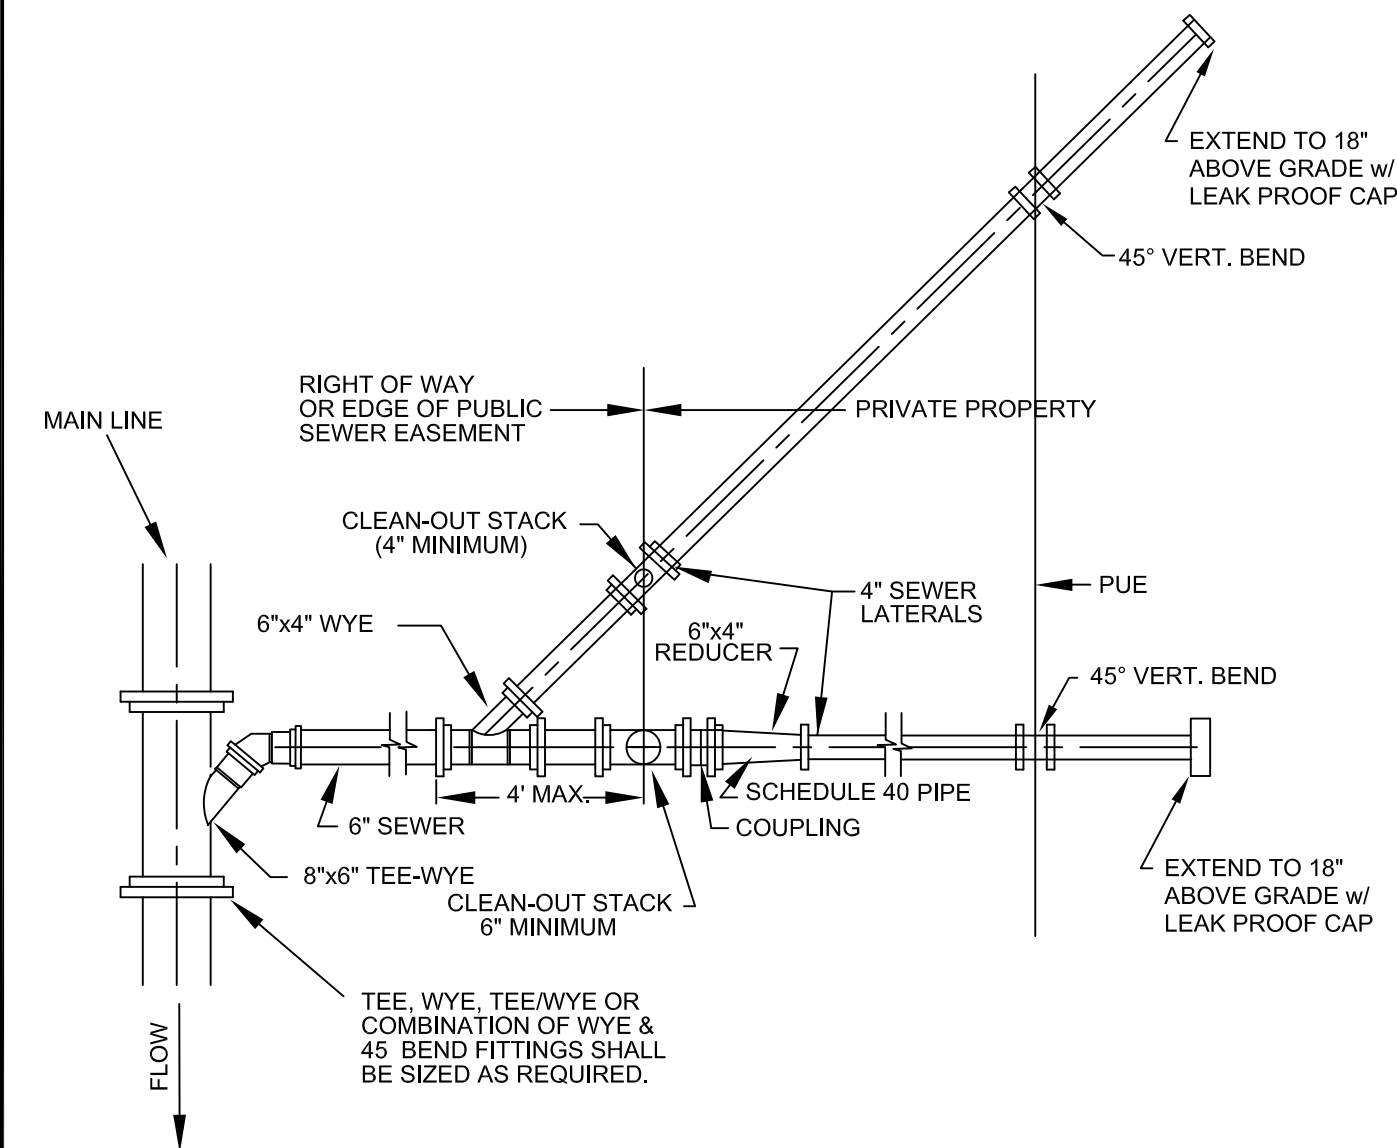 EXTEND TO 18"
ABOVE GRADE w/
LEAK PROOF CAP
45° VERT. BEND
RIGHT OF WAY
OR EDGE OF PUBLIC
SEWER EASEMENT
PRIVATE PROPERTY
MAIN LINE
CLEAN-OUT STACK
(4" MINIMUM)
4" SEWER
LATERALS
PUE
6"x4" WYE
6"x4"
REDUCER
45° VERT. BEND
4' MAX.
SCHEDULE 40 PIPE
6" SEWER
COUPLING
8"x6" TEE-WYE
CLEAN-OUT STACK
6" MINIMUM
EXTEND TO 18"
ABOVE GRADE w/
LEAK PROOF CAP
TEE, WYE, TEE/WYE OR
COMBINATION OF WYE &
45 BEND FITTINGS SHALL
BE SIZED AS REQUIRED.
FLOW